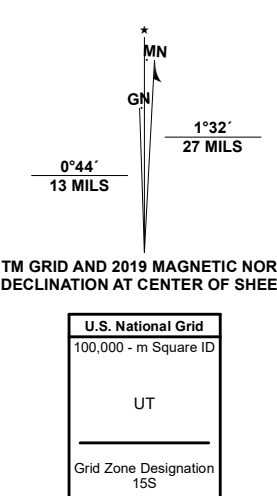 ★
MN
GN
1°32´
27 MILS
0°44´
13 MILS
TM GRID AND 2019 MAGNETIC NOR
DECLINATION AT CENTER OF SHEE
U.S. National Grid
100,000 - m Square ID
UT
Grid Zone Designation
15S